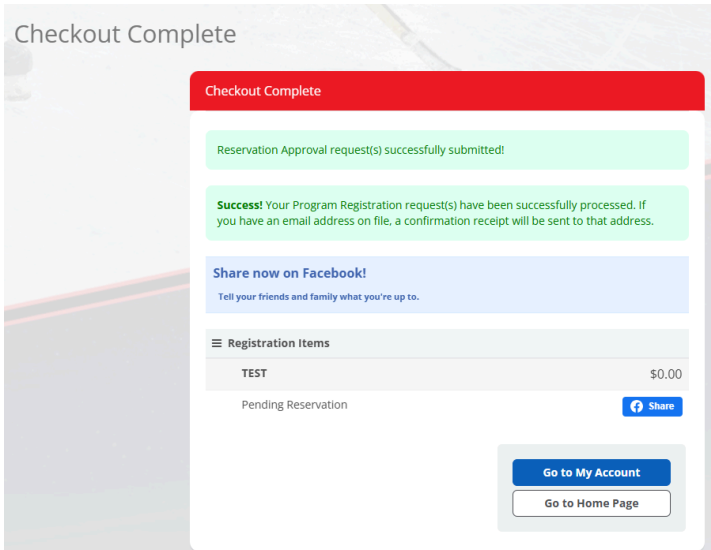 Checkout Complete
Checkout Complete
Reservation Approval request(s) successfully submitted!
Success! Your Program Registration request(s) have been successfully processed. If
you have an email address on file, a confirmation receipt will be sent to that address.
Share now on Facebook!
Tell your friends and family what you're up to.
Registration Items
TEST $0.00
Pending Reservation Share
Go to My Account
Go to Home Page